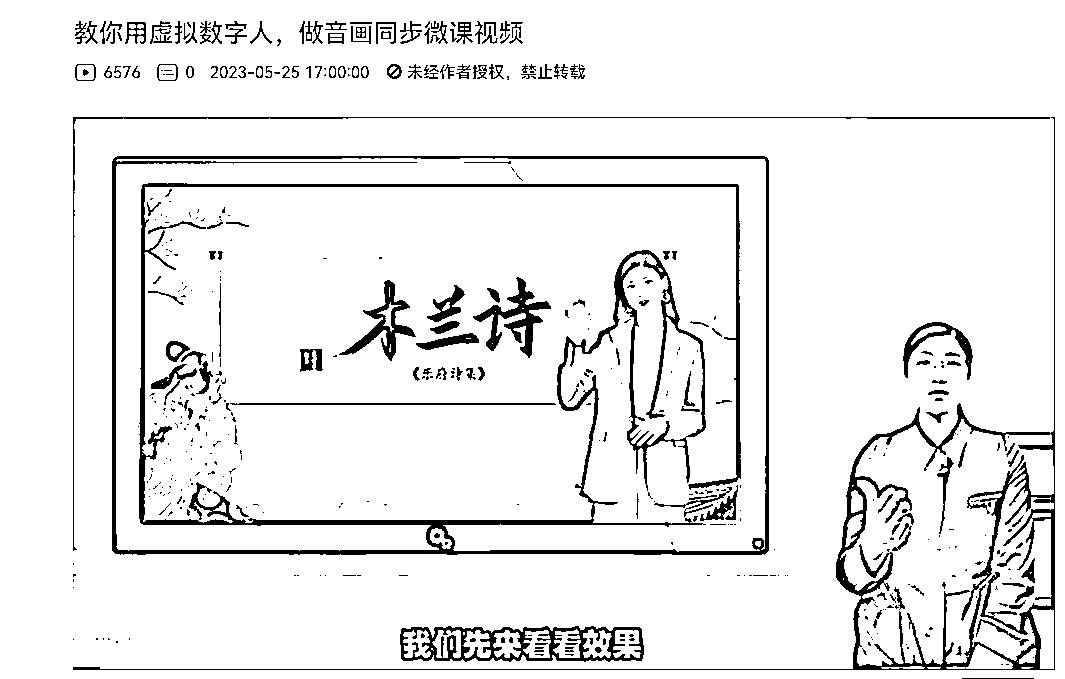 教你用虚拟数字人，做音画同步微课视频
6576 0 2023-05-25 17:00:00 未经作者授权，禁止转载
木兰诗
《乐府诗集》
我们先来看看效果